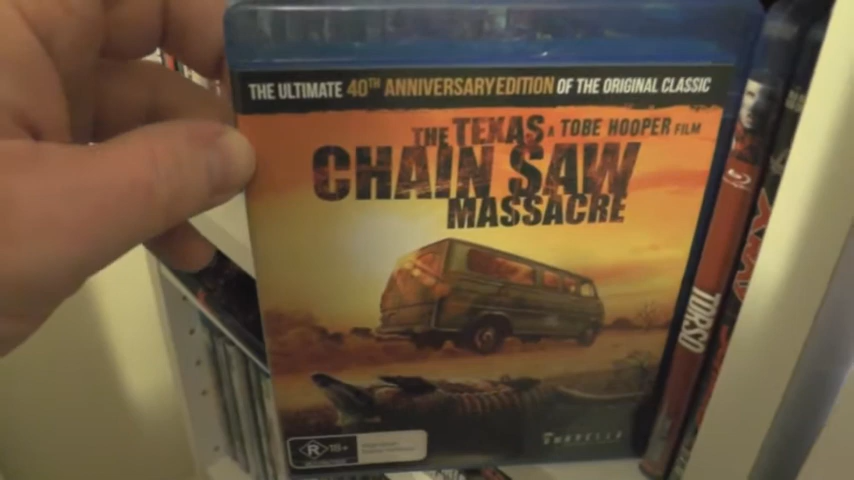 THE ULTIMATE 40TH ANNIVERSARY EDITION OF THE ORIGINAL CLASSIC
THE TEXAS A TOBE HOOPER FILM
CHAIN SAW
MASSACRE
R
UMBRELLA
TORSO